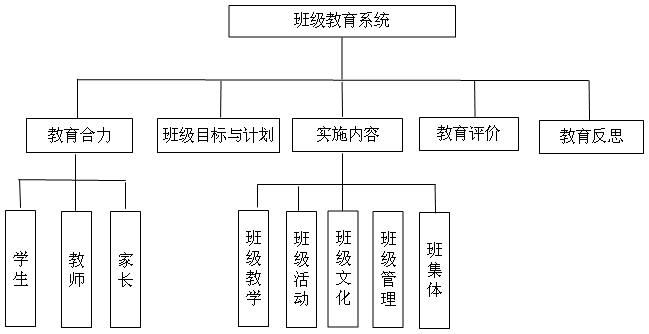 班级教育系统
教育合力
班级目标与计划
实施内容
教育评价
教育反思
学生
教师
家长
班级教学
班级活动
班级文化
班级管理
班集体